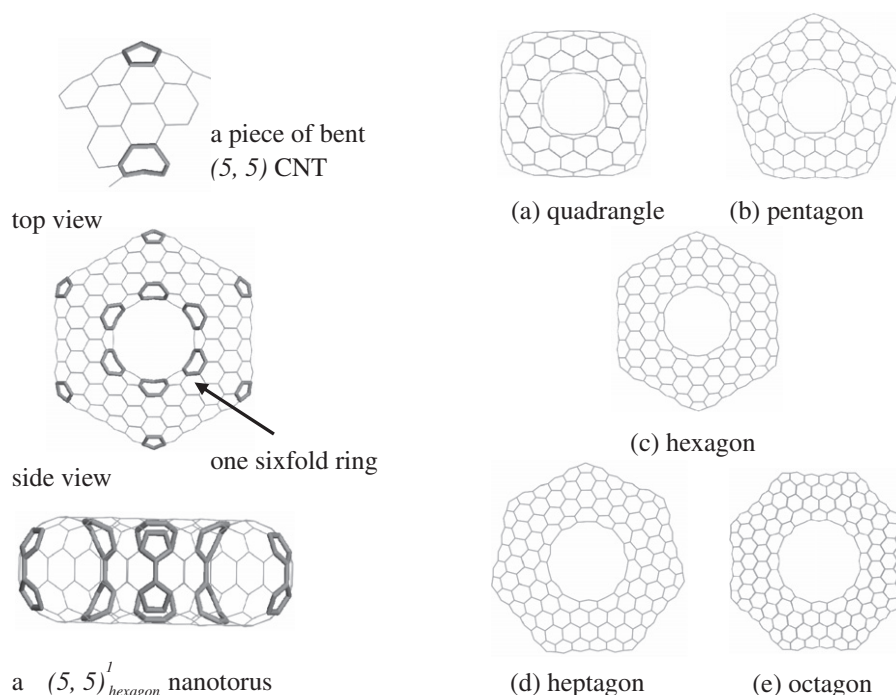 a piece of bent
(5, 5) CNT
top view
one sixfold ring
side view
a (5, 5)^1_hexagon nanotorus
(a) quadrangle
(b) pentagon
(c) hexagon
(d) heptagon
(e) octagon